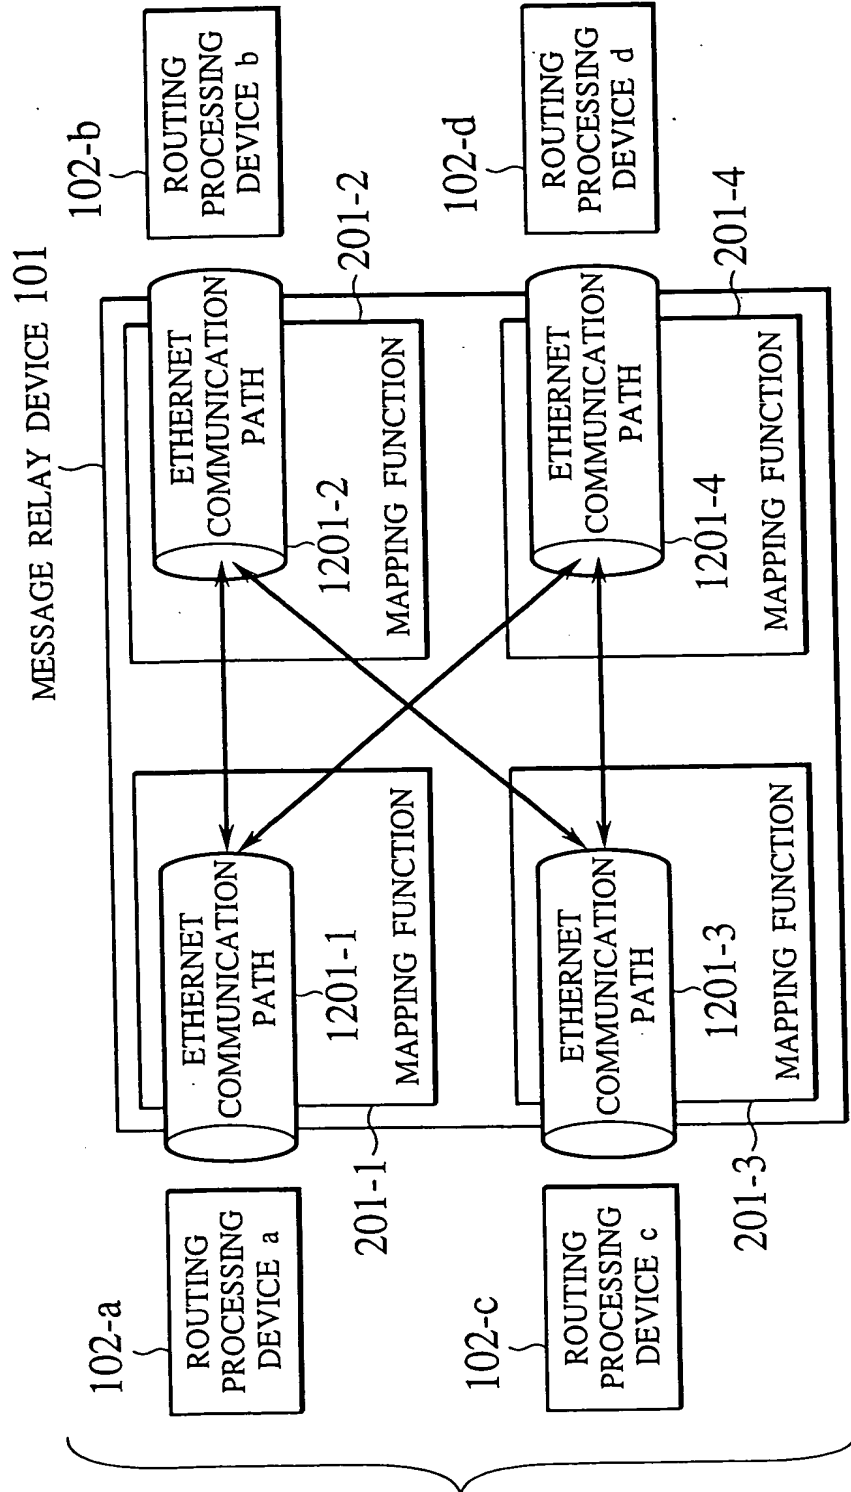 MESSAGE RELAY DEVICE 101
102-a
ROUTING
PROCESSING
DEVICE a
ETHERNET
COMMUNICATION
PATH
1201-1
MAPPING FUNCTION
201-1
ETHERNET
COMMUNICATION
PATH
1201-2
MAPPING FUNCTION
201-2
102-b
ROUTING
PROCESSING
DEVICE b
102-c
ROUTING
PROCESSING
DEVICE c
ETHERNET
COMMUNICATION
PATH
1201-3
MAPPING FUNCTION
201-3
ETHERNET
COMMUNICATION
PATH
1201-4
MAPPING FUNCTION
201-4
102-d
ROUTING
PROCESSING
DEVICE d